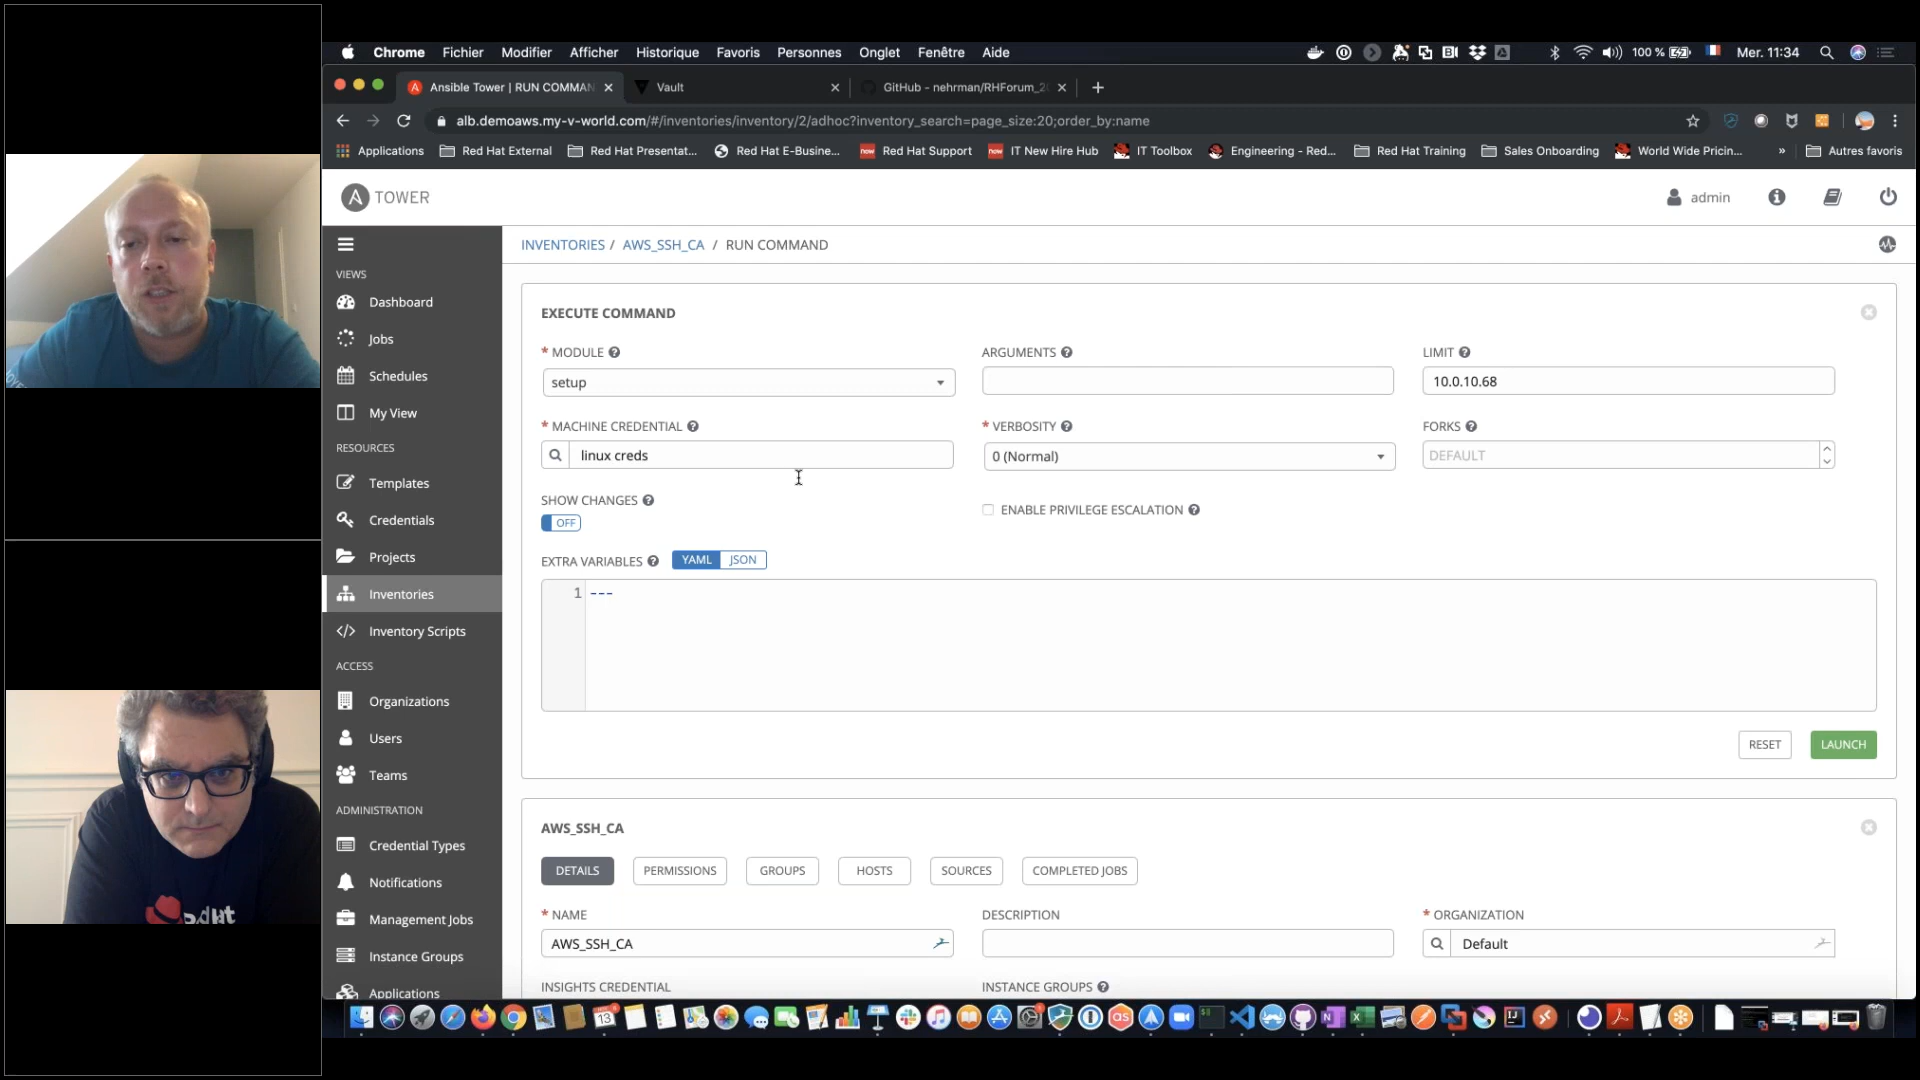 Chrome Fichier Modifier Afficher Historique Favoris Personnes Onglet Fenêtre Aide 100 % Mer. 11:34
Ansible Tower | RUN COMMAN Vault GitHub - nehrman/RHForum_2
alb.demoaws.my-v-world.com/#/inventories/inventory/2/adhoc?inventory_search=page_size:20;order_by:name
Applications Red Hat External Red Hat Presentat... Red Hat E-Busine... Red Hat Support IT New Hire Hub IT Toolbox Engineering - Red... Red Hat Training Sales Onboarding World Wide Pricin... » Autres favoris
A TOWER admin
INVENTORIES / AWS_SSH_CA / RUN COMMAND
VIEWS
Dashboard
Jobs
Schedules
My View
RESOURCES
Templates
Credentials
Projects
Inventories
Inventory Scripts
ACCESS
Organizations
Users
Teams
ADMINISTRATION
Credential Types
Notifications
Management Jobs
Instance Groups
Applications
EXECUTE COMMAND
* MODULE ARGUMENTS LIMIT
setup 10.0.10.68
* MACHINE CREDENTIAL * VERBOSITY FORKS
linux creds 0 (Normal) DEFAULT
SHOW CHANGES
OFF ENABLE PRIVILEGE ESCALATION
EXTRA VARIABLES YAML JSON
1 ---
RESET LAUNCH
AWS_SSH_CA
DETAILS PERMISSIONS GROUPS HOSTS SOURCES COMPLETED JOBS
* NAME DESCRIPTION * ORGANIZATION
AWS_SSH_CA Default
INSIGHTS CREDENTIAL INSTANCE GROUPS